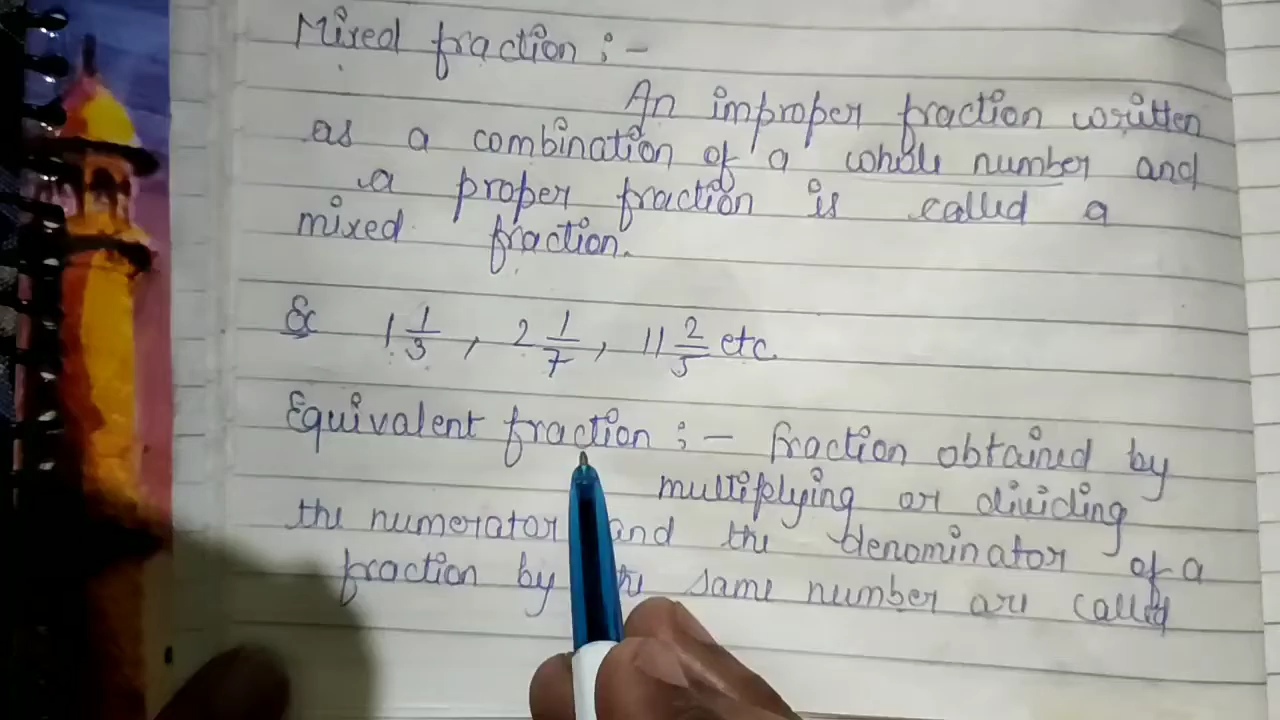 Mixed fraction :-
An improper fraction written
as a combination of a whole number and
a proper fraction is called a
mixed fraction.
Ex 1 1/3, 2 1/7, 11 2/5 etc
Equivalent fraction :- fraction obtained by
multiplying or dividing
the numerator and the denominator of a
fraction by the same number are called